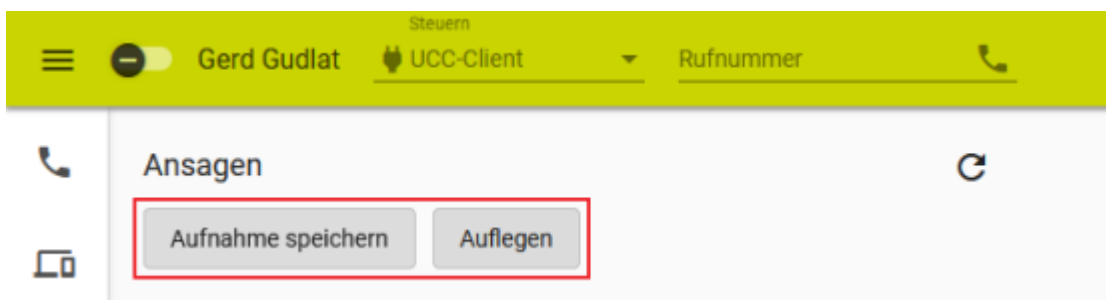 Steuern
Gerd Gudlat UCC-Client Rufnummer
Ansagen
Aufnahme speichern Auflegen